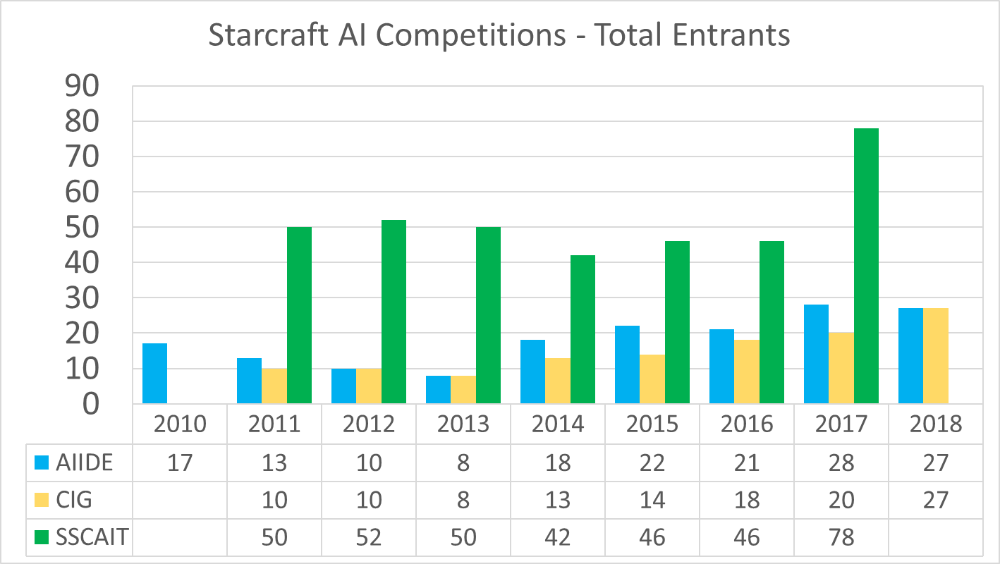 Starcraft AI Competitions - Total Entrants
90
80
70
60
50
40
30
20
10
0
2010 2011 2012 2013 2014 2015 2016 2017 2018
AIIDE 17 13 10 8 18 22 21 28 27
CIG 10 10 8 13 14 18 20 27
SSCAIT 50 52 50 42 46 46 78